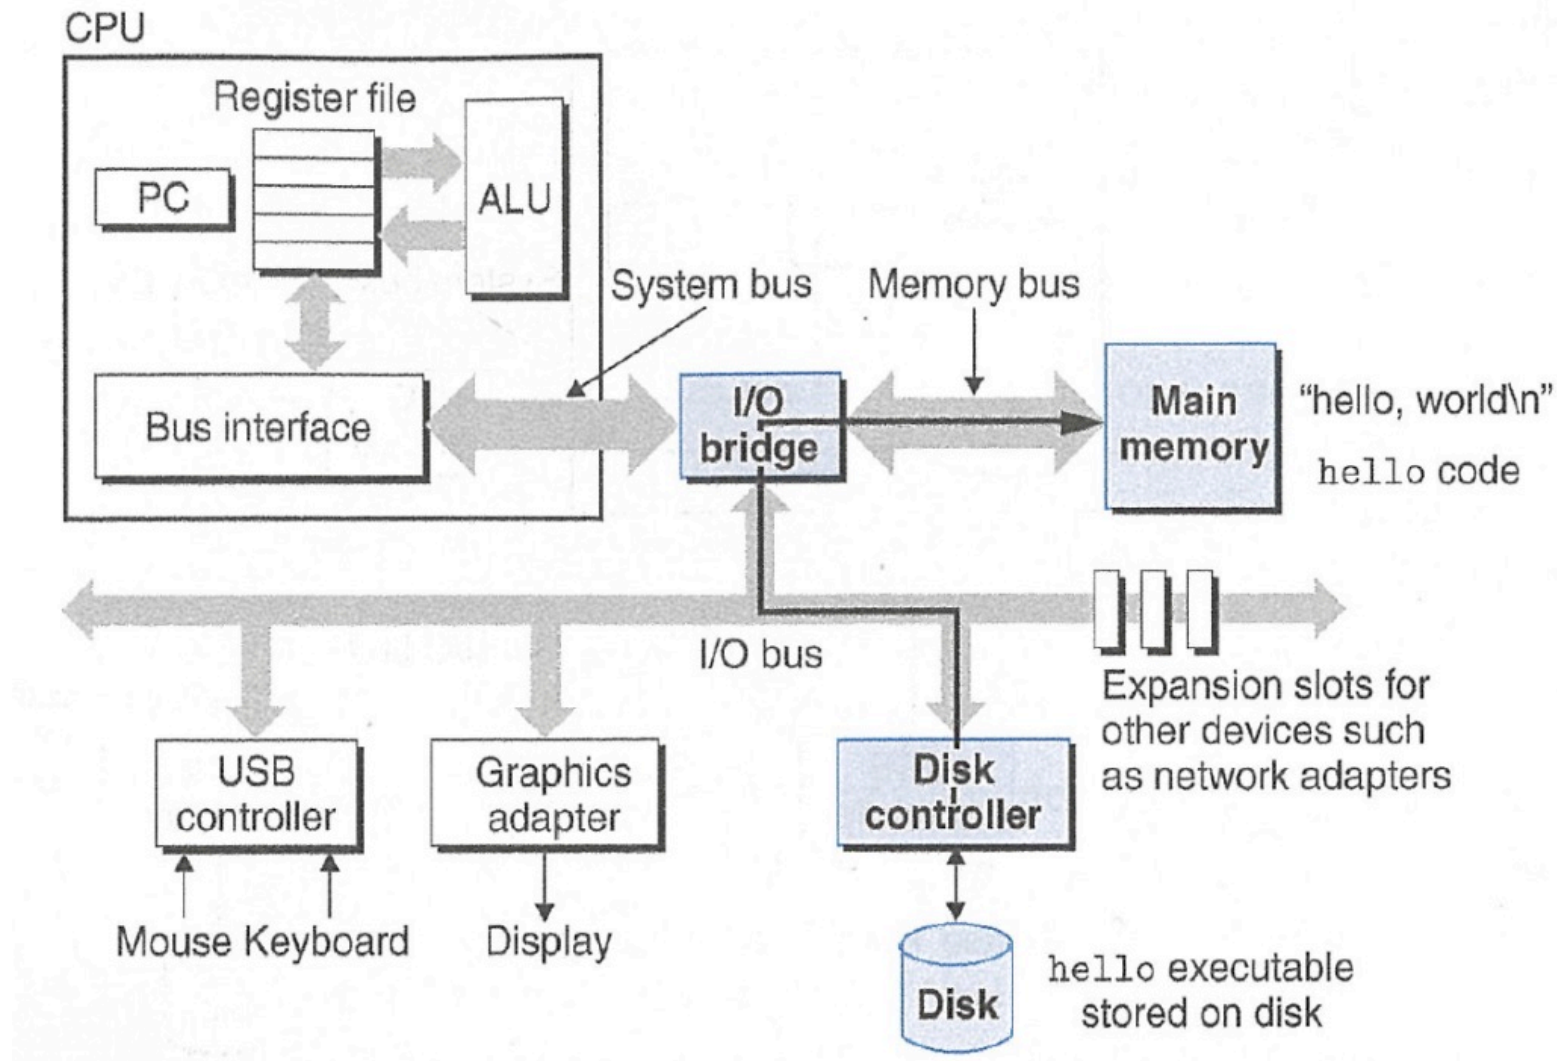 CPU
Register file
PC
ALU
System bus
Memory bus
Bus interface
I/O
bridge
Main
memory
“hello, world\n”
hello code
I/O bus
Expansion slots for
other devices such
as network adapters
USB
controller
Graphics
adapter
Disk
controller
Mouse Keyboard
Display
Disk
hello executable
stored on disk